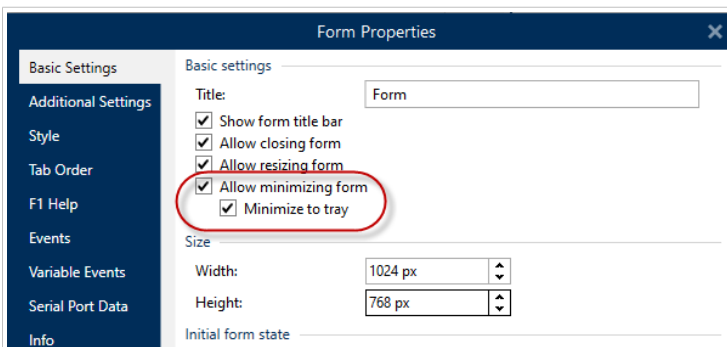 Form Properties
Basic Settings
Additional Settings
Style
Tab Order
F1 Help
Events
Variable Events
Serial Port Data
Info
Basic settings
Title: Form
Show form title bar
Allow closing form
Allow resizing form
Allow minimizing form
Minimize to tray
Size
Width: 1024 px
Height: 768 px
Initial form state